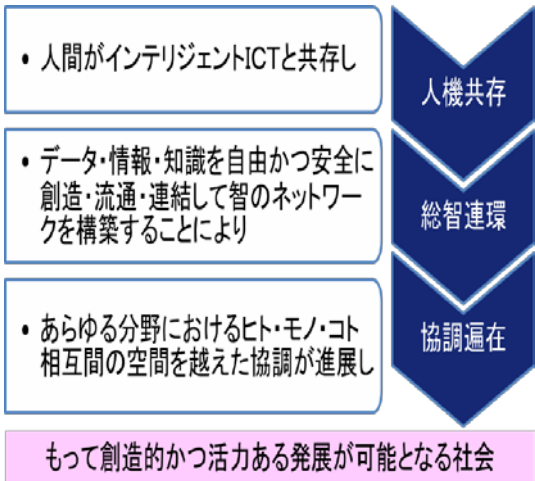 • 人間がインテリジェントICTと共存し
人機共存
• データ・情報・知識を自由かつ安全に
創造・流通・連結して智のネットワー
クを構築することにより
総智連環
• あらゆる分野におけるヒト・モノ・コト
相互間の空間を越えた協調が進展し
協調遍在
もって創造的かつ活力ある発展が可能となる社会